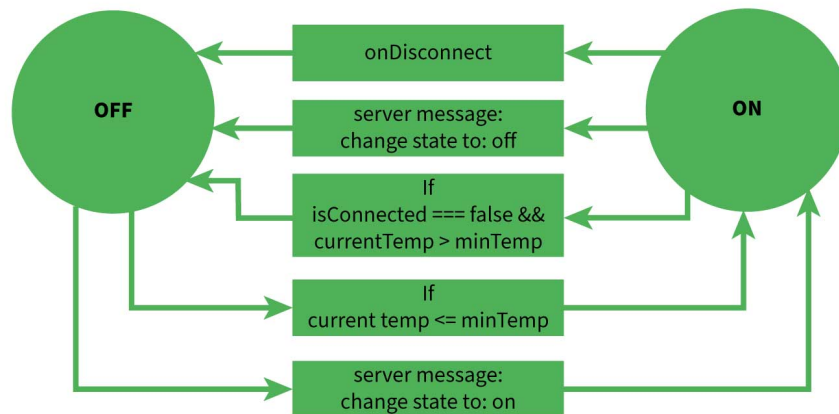 OFF
onDisconnect
ON
server message:
change state to: off
If
isConnected === false &&
currentTemp > minTemp
If
current temp <= minTemp
server message:
change state to: on